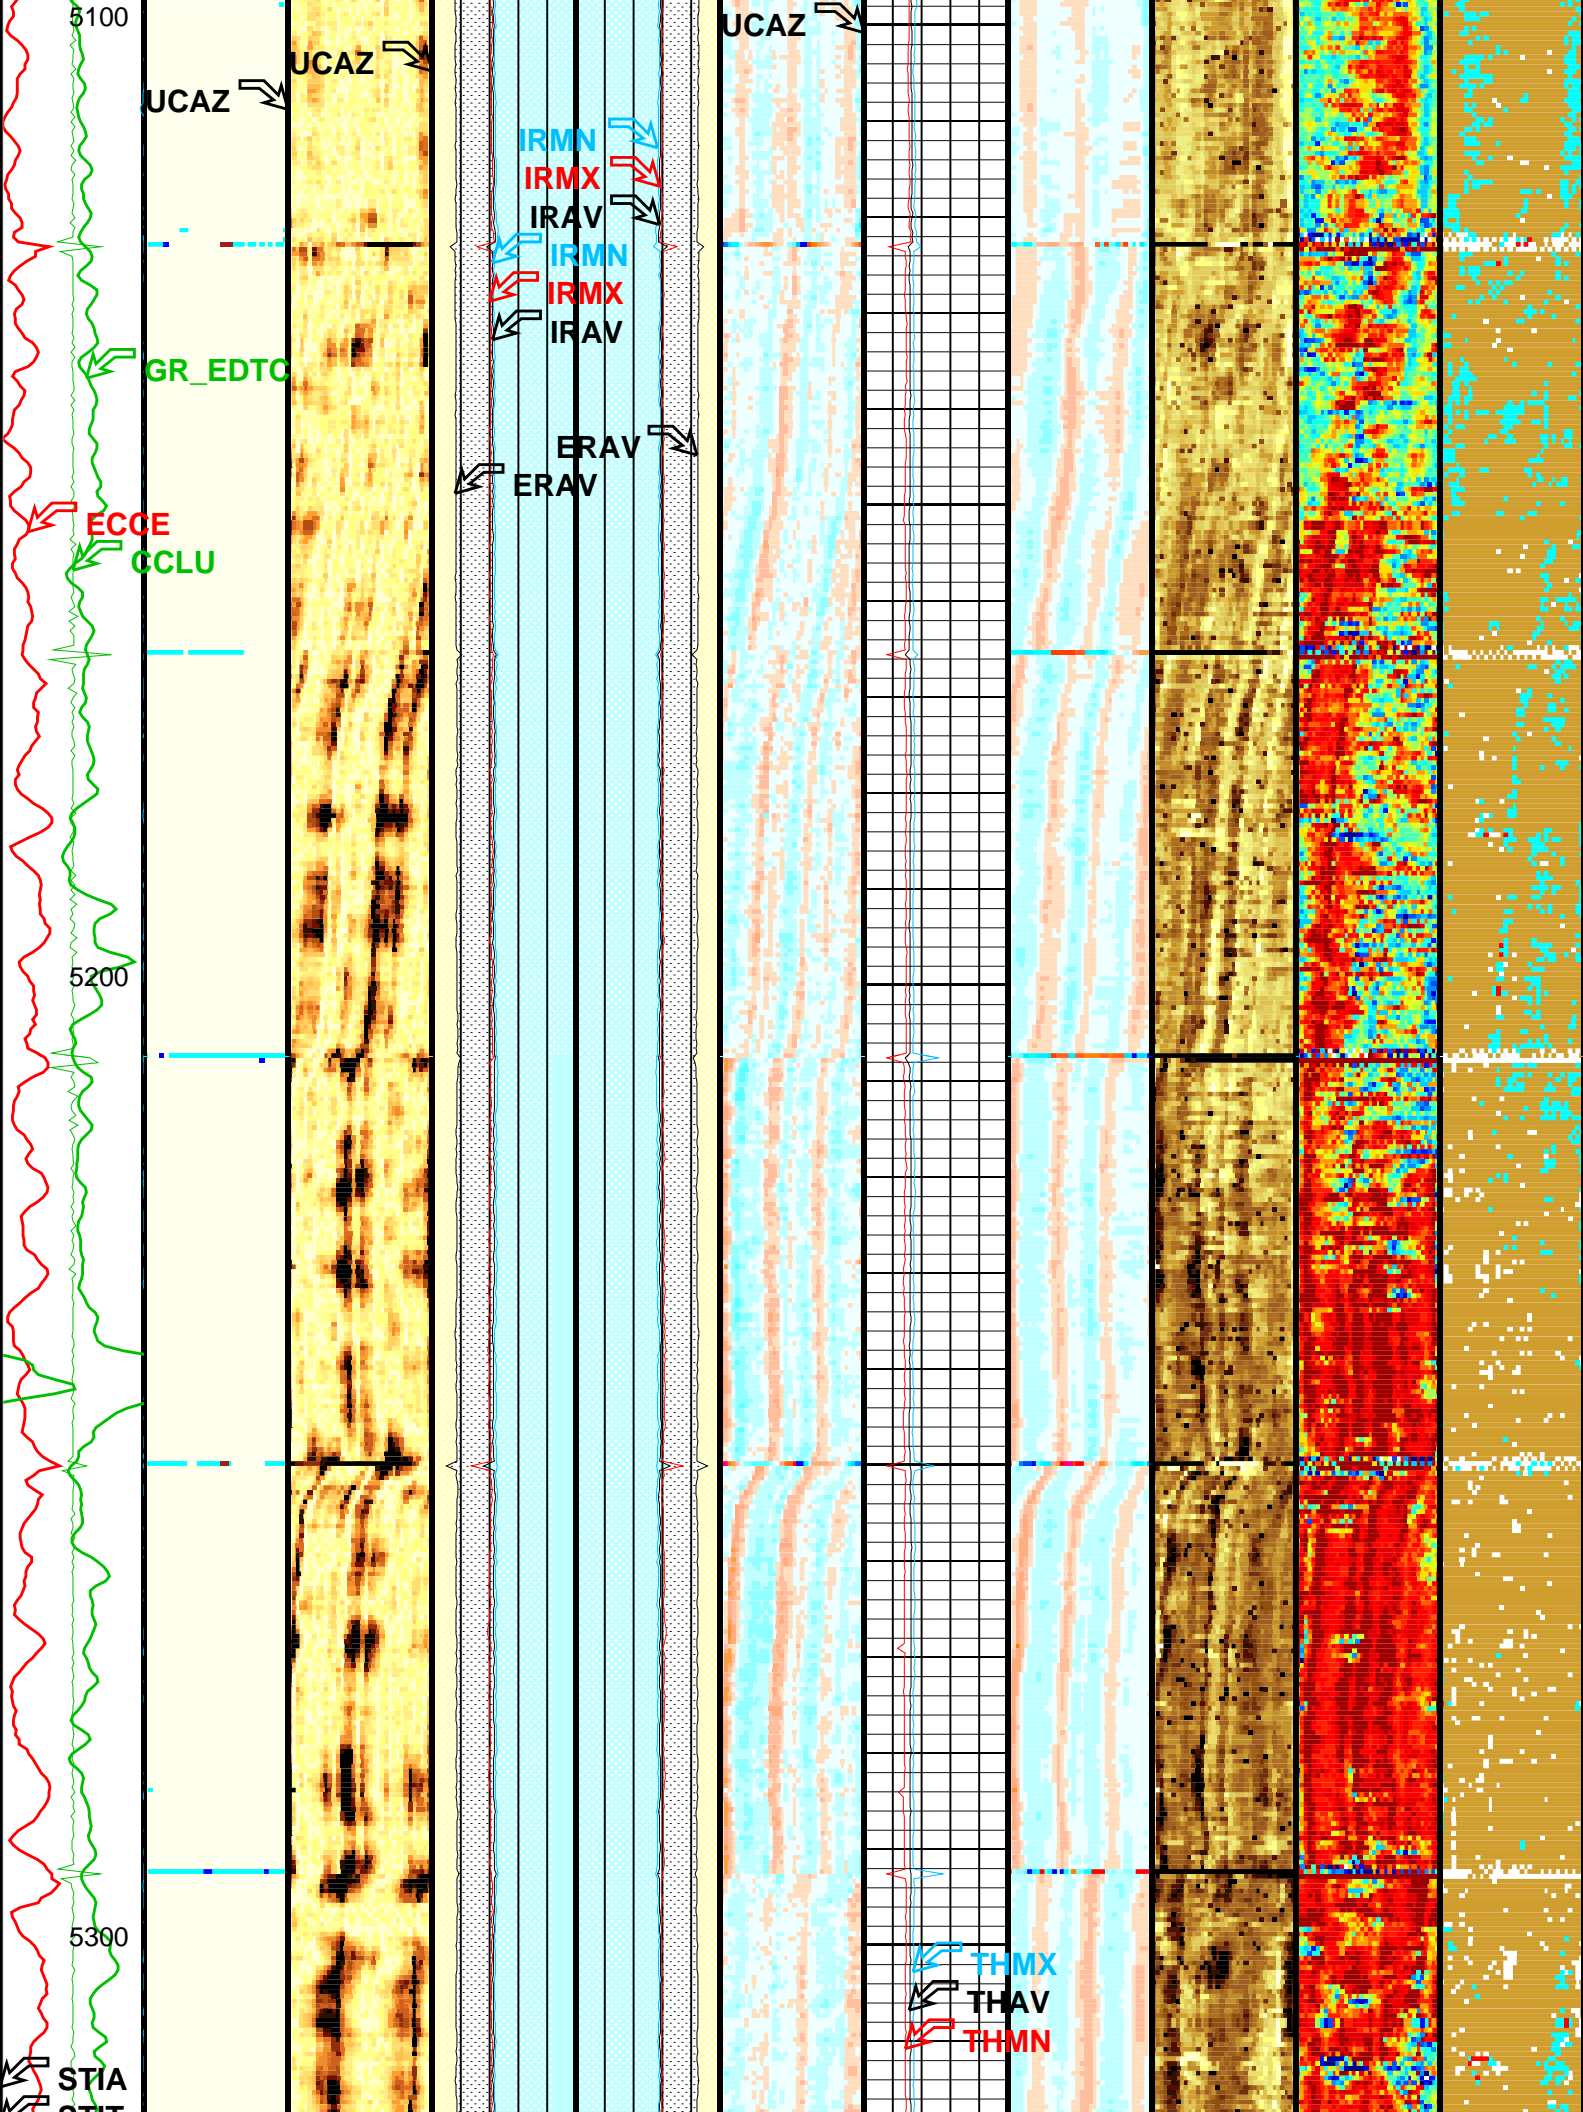 5100
UCAZ
UCAZ
UCAZ
IRMN
IRMX
IRAV
IRMN
IRMX
IRAV
GR_EDTC
ERAV
ERAV
ECCE
CCLU
5200
5300
THMX
THAV
THMN
STIA
STIT